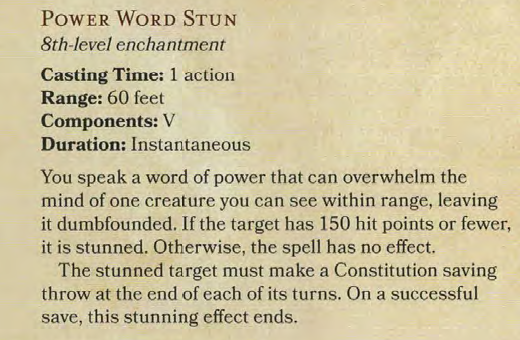 POWER WORD STUN
8th-level enchantment
Casting Time: 1 action
Range: 60 feet
Components: V
Duration: Instantaneous
You speak a word of power that can overwhelm the
mind of one creature you can see within range, leaving
it dumbfounded. If the target has 150 hit points or fewer,
it is stunned. Otherwise, the spell has no effect.
The stunned target must make a Constitution saving
throw at the end of each of its turns. On a successful
save, this stunning effect ends.